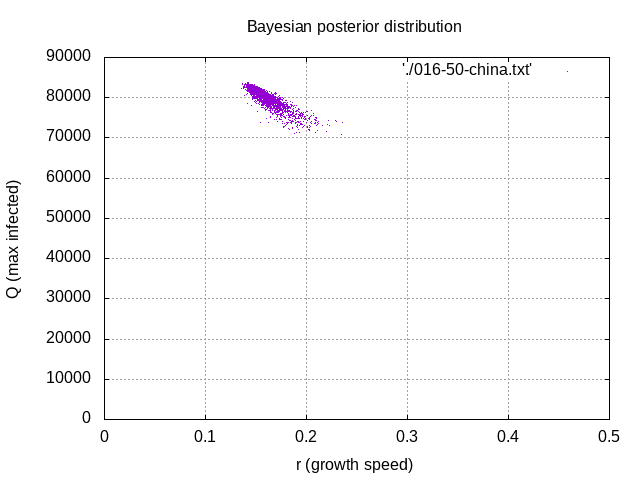 Bayesian posterior distribution
'./016-50-china.txt'
90000
80000
70000
60000
50000
40000
30000
20000
10000
0
Q (max infected)
0 0.1 0.2 0.3 0.4 0.5
r (growth speed)